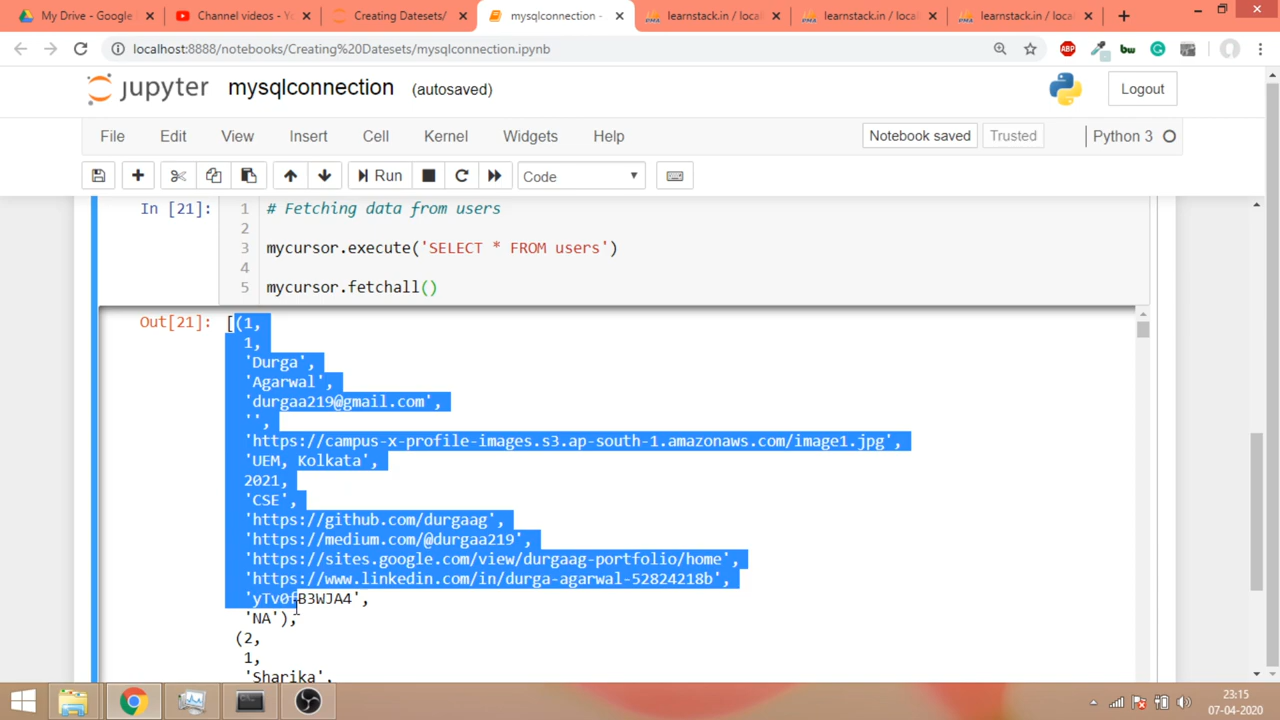 My Drive - Google
Channel videos - Yo
Creating Datesets/
mysqlconnection -
learnstack.in / local
learnstack.in / local
learnstack.in / local
localhost:8888/notebooks/Creating%20Datesets/mysqlconnection.ipynb
ABP
bw
G
jupyter mysqlconnection (autosaved)
Logout
File Edit View Insert Cell Kernel Widgets Help
Notebook saved Trusted Python 3
Run
Code
In [21]:
1 # Fetching data from users
2
3 mycursor.execute('SELECT * FROM users')
4
5 mycursor.fetchall()
Out[21]: [(1,
1,
'Durga',
'Agarwal',
'durgaa219@gmail.com',
'',
'https://campus-x-profile-images.s3.ap-south-1.amazonaws.com/image1.jpg',
'UEM, Kolkata',
2021,
'CSE',
'https://github.com/durgaag',
'https://medium.com/@durgaa219',
'https://sites.google.com/view/durgaag-portfolio/home',
'https://www.linkedin.com/in/durga-agarwal-52824218b',
'yTv0fB3WJA4',
'NA'),
(2,
1,
'Sharika',
23:15
07-04-2020